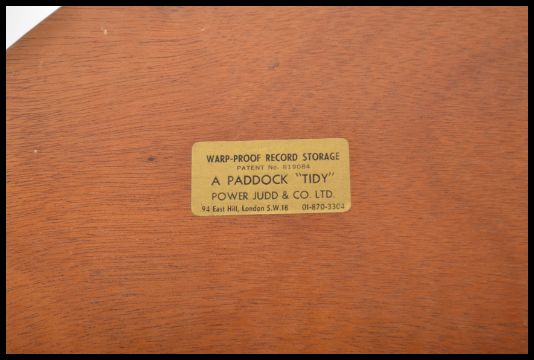 WARP-PROOF RECORD STORAGE
PATENT No. 819084
A PADDOCK "TIDY"
POWER JUDD & CO. LTD.
94 East Hill, London S.W.18 01-870-3304